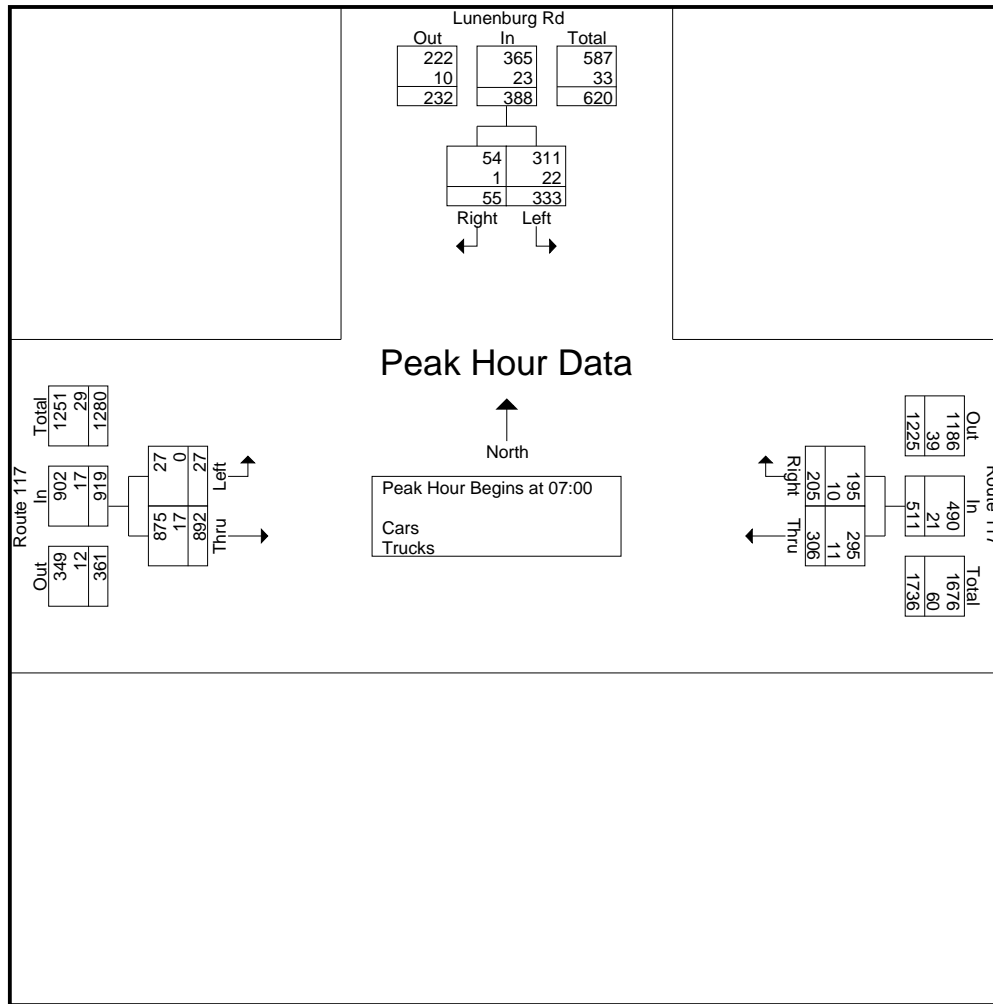 Lunenburg Rd
Out In Total
222 365 587
10 23 33
232 388 620
54 311
1 22
55 333
Right Left
Peak Hour Data
North
Peak Hour Begins at 07:00
Cars
Trucks
Route 117
Total In Out
1251 902 349
29 17 12
1280 919 361
27 875
0 17
27 892
Left Thru
Route 117
Out In Total
1186 490 1676
39 21 60
1225 511 1736
195 295
10 11
205 306
Right Thru